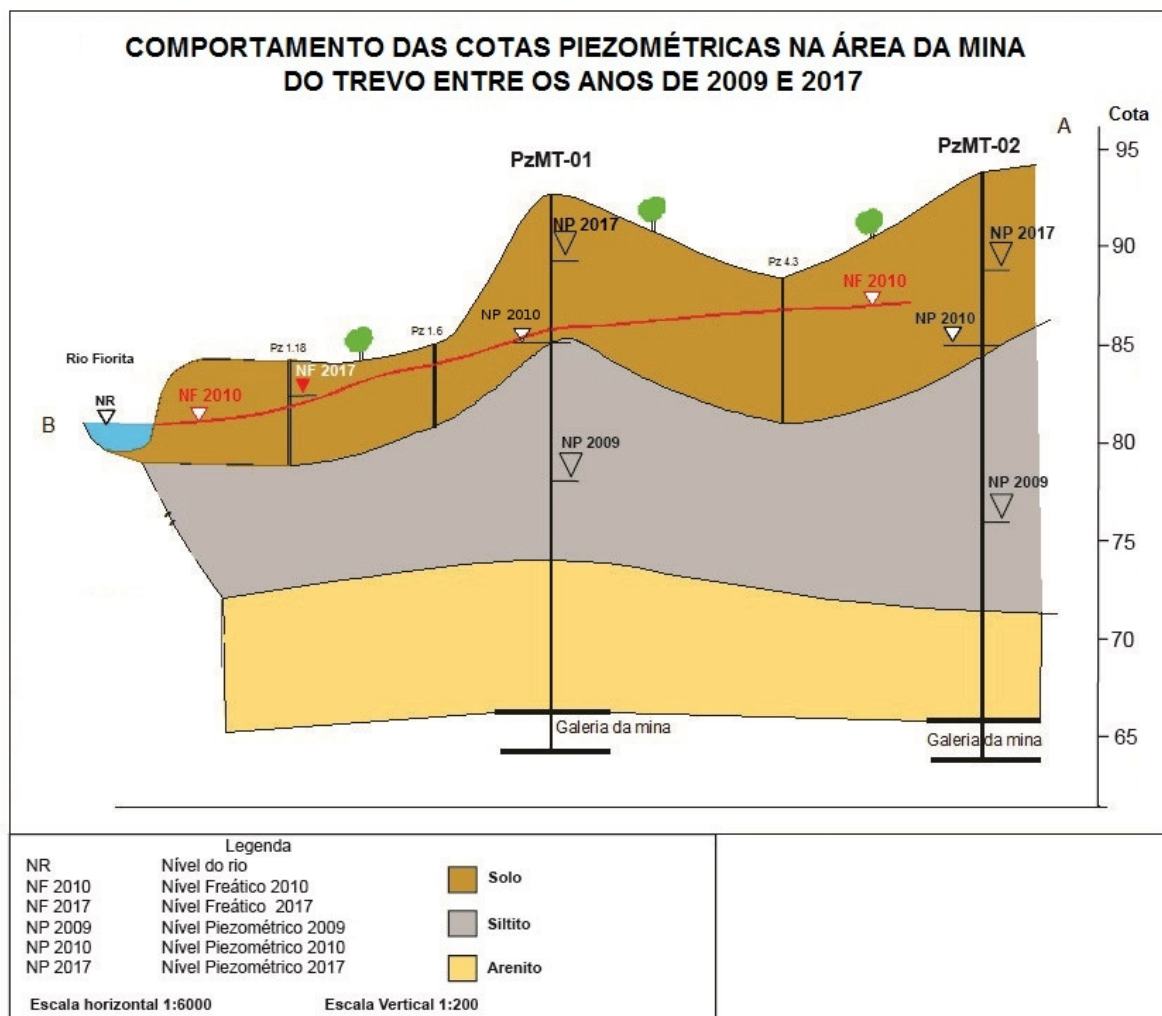 COMPORTAMENTO DAS COTAS PIEZOMÉTRICAS NA ÁREA DA MINA
DO TREVO ENTRE OS ANOS DE 2009 E 2017
A
Cota
PzMT-01
PzMT-02
95
90
85
80
75
70
65
NP 2017
NP 2017
Pz 4.3
NF 2010
NP 2010
NP 2010
Pz 1.6
Pz 1.18
Rio Fiorita
NF 2017
NR
NF 2010
B
NP 2009
NP 2009
Galeria da mina
Galeria da mina
Legenda
NR Nível do rio
NF 2010 Nível Freático 2010
NF 2017 Nível Freático 2017
NP 2009 Nível Piezométrico 2009
NP 2010 Nível Piezométrico 2010
NP 2017 Nível Piezométrico 2017
Solo
Siltito
Arenito
Escala horizontal 1:6000 Escala Vertical 1:200